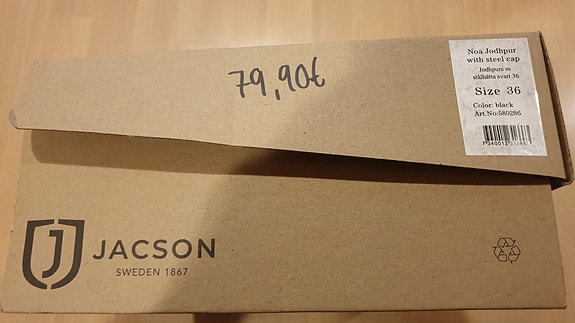 79,90€
Noa Jodhpur
with steel cap
Jodhpurs m
stålhätta svart 36
Size 36
Color: black
Art.No:580286
J
JACSON
SWEDEN 1867